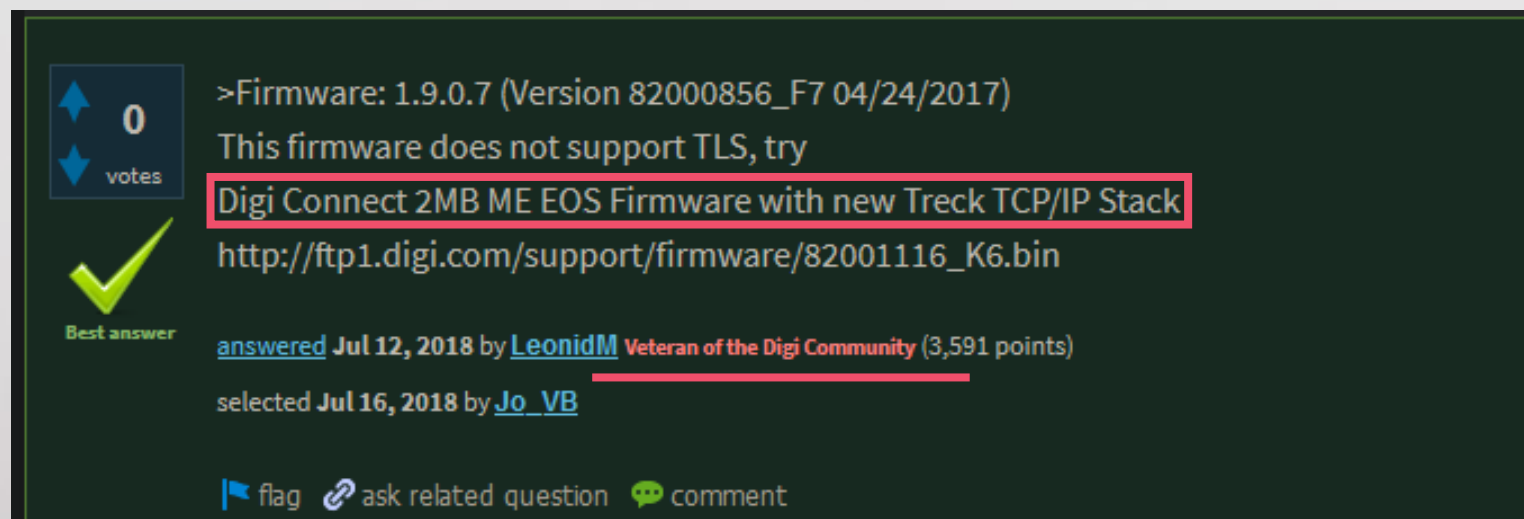 0
votes
Best answer
>Firmware: 1.9.0.7 (Version 82000856_F7 04/24/2017)
This firmware does not support TLS, try
Digi Connect 2MB ME EOS Firmware with new Treck TCP/IP Stack
http://ftp1.digi.com/support/firmware/82001116_K6.bin
answered Jul 12, 2018 by LeonidM Veteran of the Digi Community (3,591 points)
selected Jul 16, 2018 by Jo_VB
flag ask related question comment